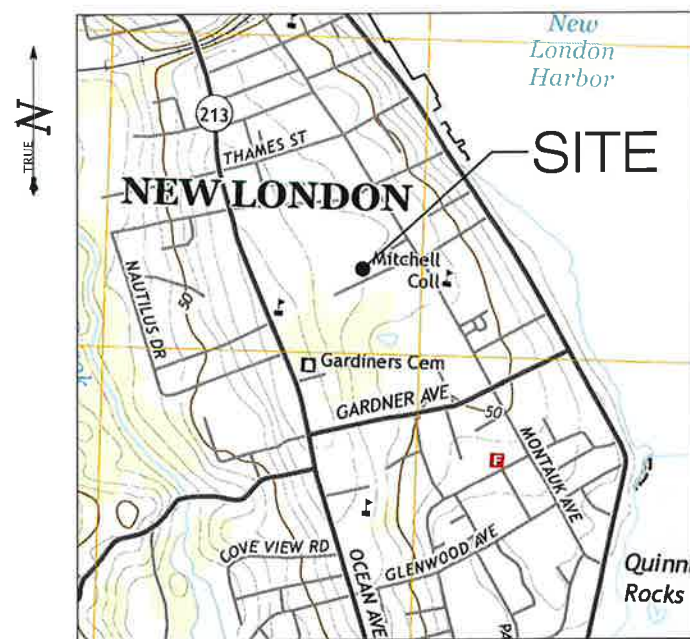 New
London
Harbor
TRUE
N
213
THAMES ST
SITE
NEW LONDON
Mitchell
Coll
NAUTILUS DR
50
Gardiners Cem
GARDNER AVE
50
MONTAUK AVE
F
COVE VIEW RD
OCEAN AVE
GLENWOOD AVE
PA
Quinn
Rocks